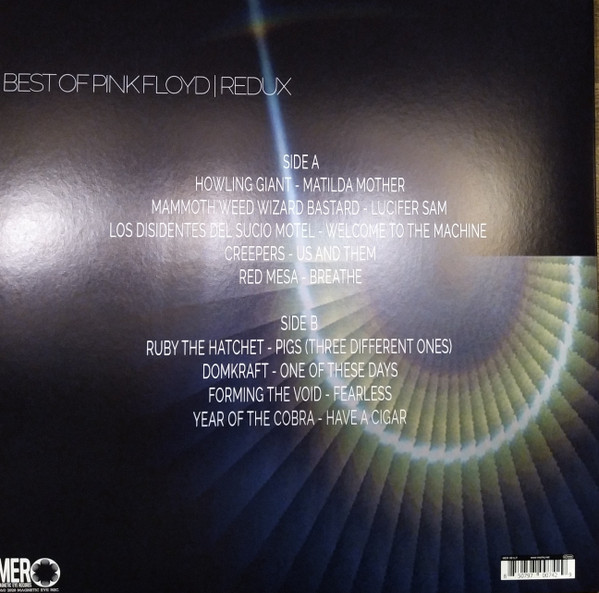 BEST OF PINK FLOYD | REDUX
SIDE A
HOWLING GIANT - MATILDA MOTHER
MAMMOTH WEED WIZARD BASTARD - LUCIFER SAM
LOS DISIDENTES DEL SUCIO MOTEL - WELCOME TO THE MACHINE
CREEPERS - US AND THEM
RED MESA - BREATHE
SIDE B
RUBY THE HATCHET - PIGS (THREE DIFFERENT ONES)
DOMKRAFT - ONE OF THESE DAYS
FORMING THE VOID - FEARLESS
YEAR OF THE COBRA - HAVE A CIGAR
MER